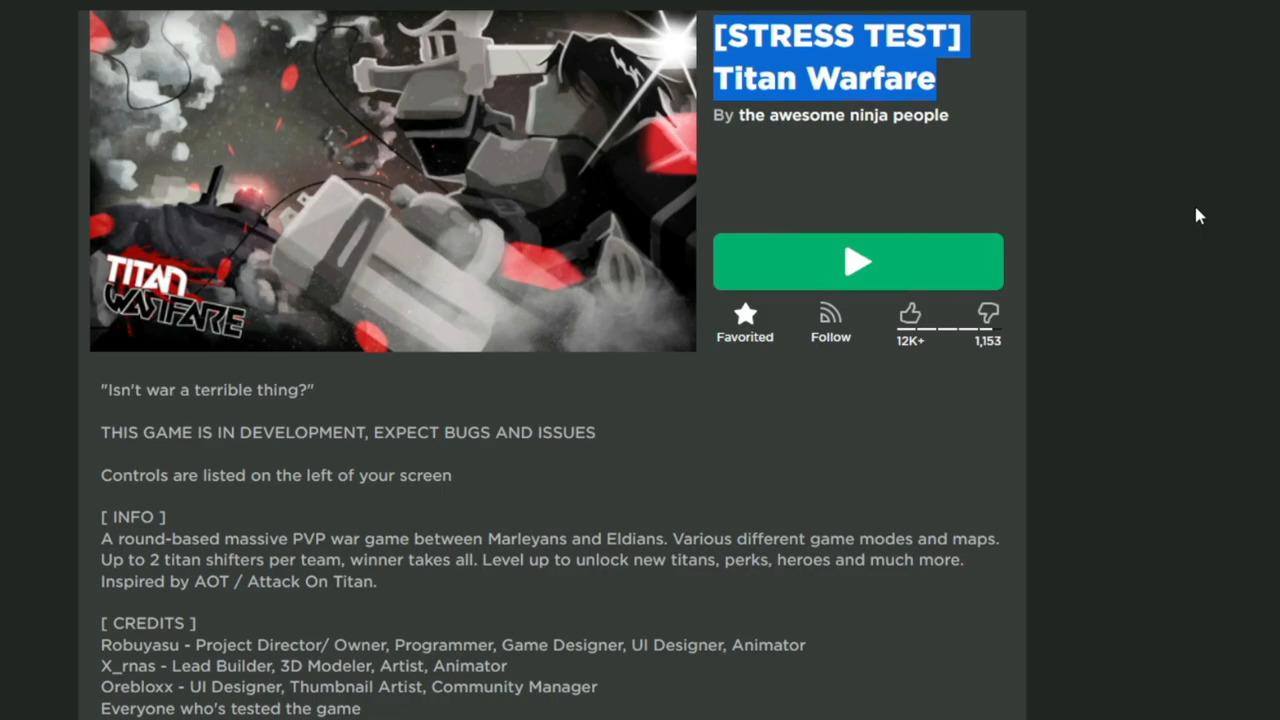 [STRESS TEST]
Titan Warfare
By the awesome ninja people
TITAN
WARFARE
Favorited
Follow
12K+
1,153
"Isn't war a terrible thing?"
THIS GAME IS IN DEVELOPMENT, EXPECT BUGS AND ISSUES
Controls are listed on the left of your screen
[ INFO ]
A round-based massive PVP war game between Marleyans and Eldians. Various different game modes and maps.
Up to 2 titan shifters per team, winner takes all. Level up to unlock new titans, perks, heroes and much more.
Inspired by AOT / Attack On Titan.
[ CREDITS ]
Robuyasu - Project Director/ Owner, Programmer, Game Designer, UI Designer, Animator
X_rnas - Lead Builder, 3D Modeler, Artist, Animator
Orebloxx - UI Designer, Thumbnail Artist, Community Manager
Everyone who's tested the game